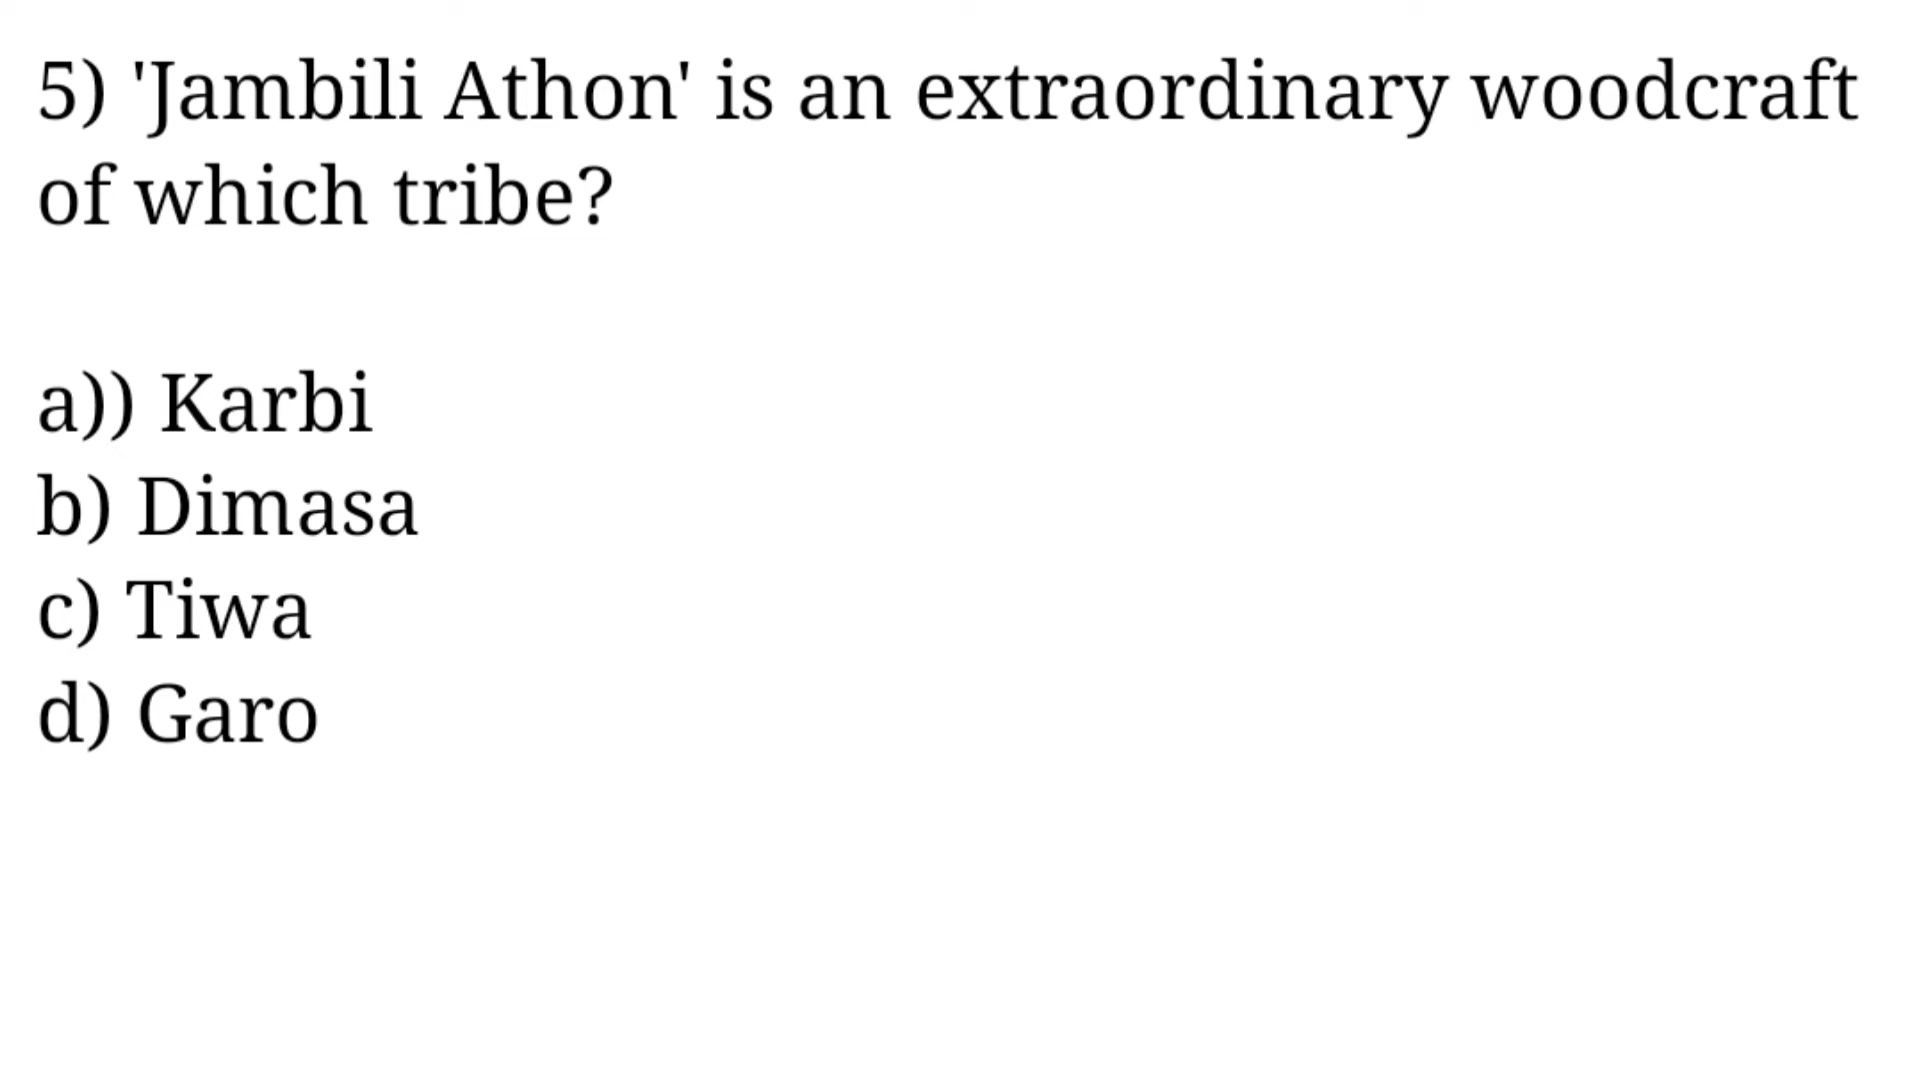 5) 'Jambili Athon' is an extraordinary woodcraft
of which tribe?
a)) Karbi
b) Dimasa
c) Tiwa
d) Garo